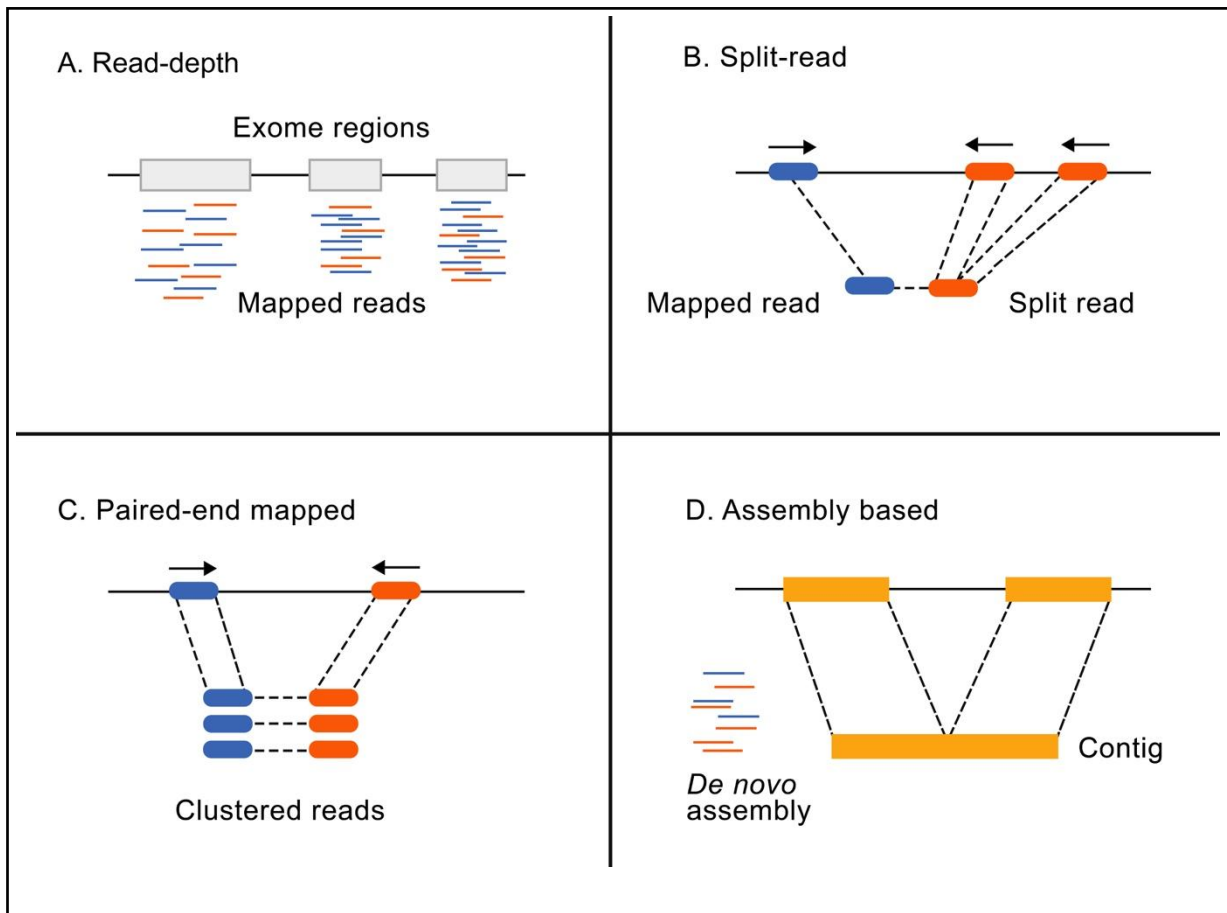 A. Read-depth
Exome regions
Mapped reads
B. Split-read
Mapped read
Split read
C. Paired-end mapped
Clustered reads
D. Assembly based
Contig
De novo
assembly